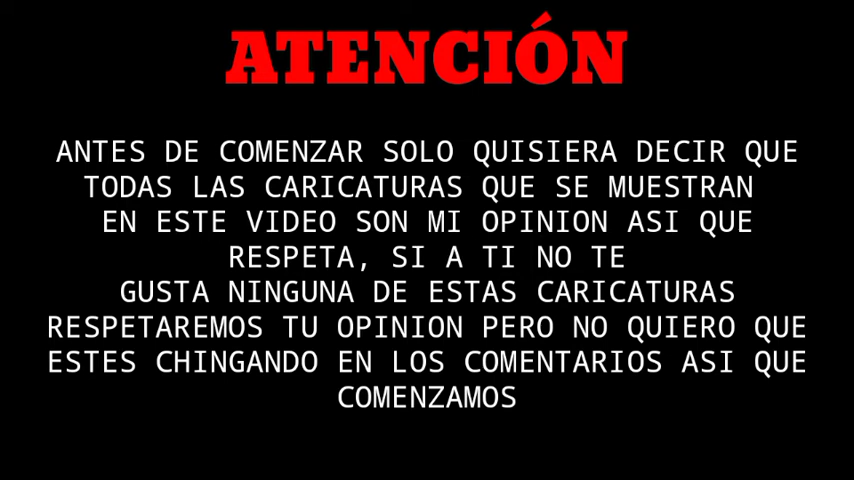 ATENCIÓN
ANTES DE COMENZAR SOLO QUISIERA DECIR QUE
TODAS LAS CARICATURAS QUE SE MUESTRAN
EN ESTE VIDEO SON MI OPINION ASI QUE
RESPETA, SI A TI NO TE
GUSTA NINGUNA DE ESTAS CARICATURAS
RESPETAREMOS TU OPINION PERO NO QUIERO QUE
ESTES CHINGANDO EN LOS COMENTARIOS ASI QUE
COMENZAMOS